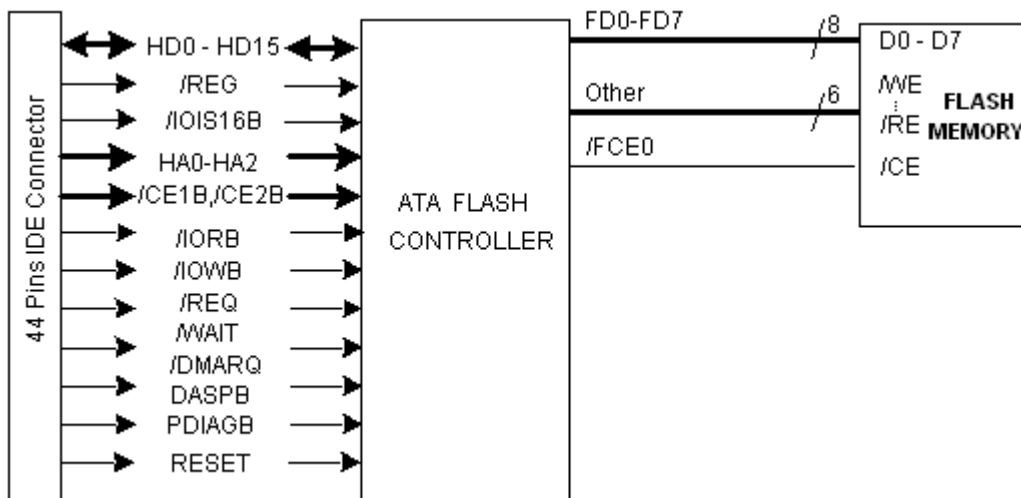 44 Pins IDE Connector
HD0 - HD15
/REG
/IOIS16B
HA0-HA2
/CE1B,/CE2B
/IORB
/IOWB
/REQ
/WAIT
/DMARQ
DASPB
PDIAGB
RESET
ATA FLASH
CONTROLLER
FD0-FD7
/8
Other
/6
/FCE0
D0 - D7
/WE
/RE
/CE
FLASH
MEMORY